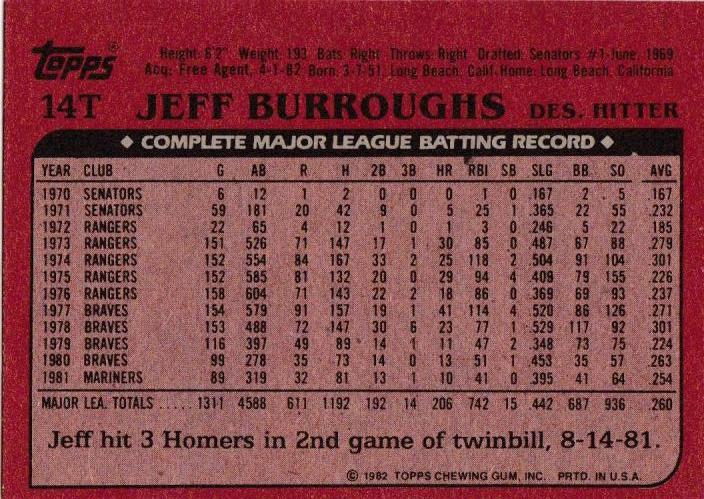 Topps® Height: 6'2" Weight: 193 Bats: Right Throws: Right Drafted: Senators #1-June, 1969
Acq: Free Agent, 4-1-82 Born: 3-7-51, Long Beach, Calif. Home: Long Beach, California
14T JEFF BURROUGHS DES. HITTER
◆ COMPLETE MAJOR LEAGUE BATTING RECORD ◆
YEAR CLUB G AB R H 2B 3B HR RBI SB SLG BB SO AVG
1970 SENATORS 6 12 1 2 0 0 0 1 0 .167 2 5 .167
1971 SENATORS 59 181 20 42 9 0 5 25 1 .365 22 55 .232
1972 RANGERS 22 65 4 12 1 0 1 3 0 .246 5 22 .185
1973 RANGERS 151 526 71 147 17 1 30 85 0 .487 67 88 .279
1974 RANGERS 152 554 84 167 33 2 25 118 2 .504 91 104 .301
1975 RANGERS 152 585 81 132 20 0 29 94 4 .409 79 155 .226
1976 RANGERS 158 604 71 143 22 2 18 86 0 .369 69 93 .237
1977 BRAVES 154 579 91 157 19 1 41 114 4 .520 86 126 .271
1978 BRAVES 153 488 72 147 30 6 23 77 1 .529 117 92 .301
1979 BRAVES 116 397 49 89 14 1 11 47 2 .348 73 75 .224
1980 BRAVES 99 278 35 73 14 0 13 51 1 .453 35 57 .263
1981 MARINERS 89 319 32 81 13 1 10 41 0 .395 41 64 .254
MAJOR LEA. TOTALS ..... 1311 4588 611 1192 192 14 206 742 15 .442 687 936 .260
Jeff hit 3 Homers in 2nd game of twinbill, 8-14-81.
© 1982 TOPPS CHEWING GUM, INC. PRTD. IN U.S.A.